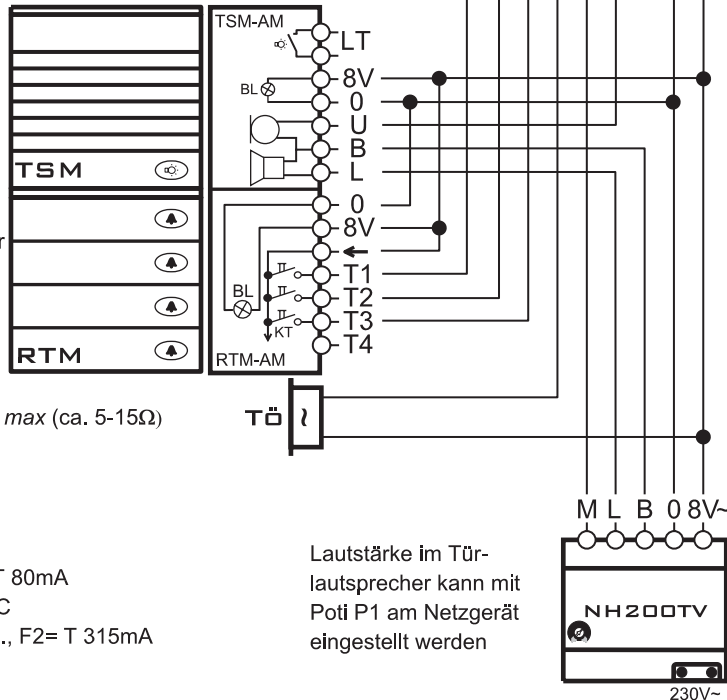 TSM-AM
LT
8V
BL
0
U
B
L
TSM
0
8V
r
T1
T2
T3
T4
BL
KT
RTM
RTM-AM
max (ca. 5-15Ω)
TÖ
~
M L B 0 8V~
T 80mA
C
., F2= T 315mA
Lautstärke im Tür-
lautsprecher kann mit
Poti P1 am Netzgerät
eingestellt werden
NH200TV
230V~